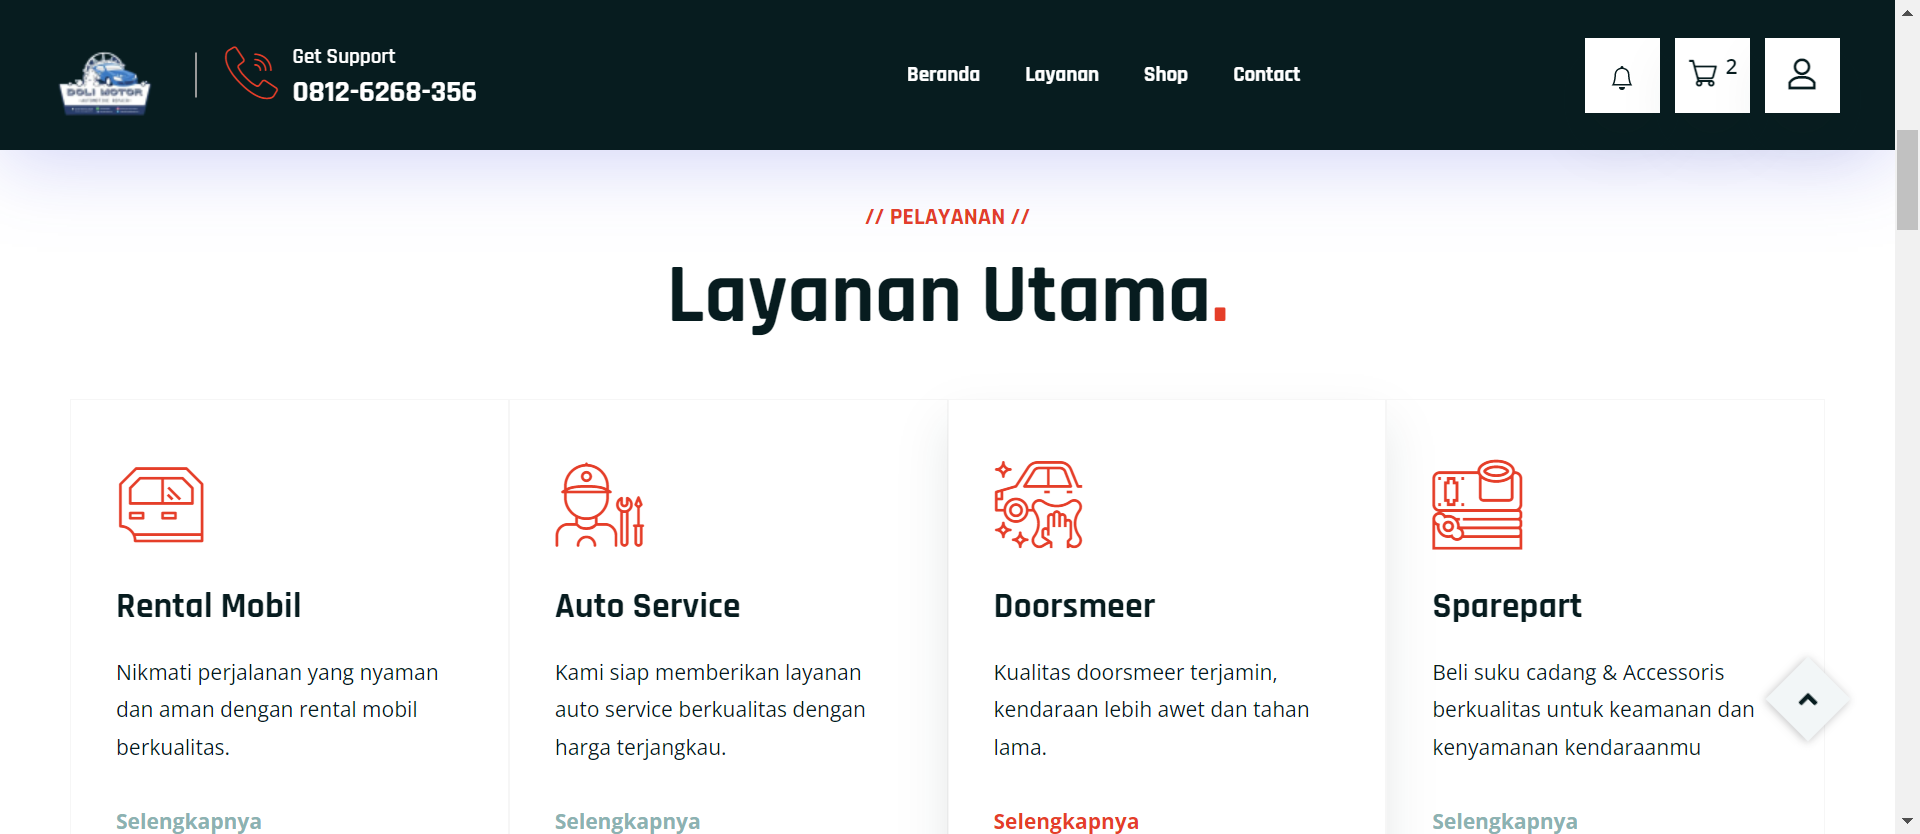 DOLI MOTOR
Get Support
0812-6268-356
Beranda
Layanan
Shop
Contact
2
// PELAYANAN //
Layanan Utama.
Rental Mobil
Nikmati perjalanan yang nyaman
dan aman dengan rental mobil
berkualitas.
Selengkapnya
Auto Service
Kami siap memberikan layanan
auto service berkualitas dengan
harga terjangkau.
Selengkapnya
Doorsmeer
Kualitas doorsmeer terjamin,
kendaraan lebih awet dan tahan
lama.
Selengkapnya
Sparepart
Beli suku cadang & Accessoris
berkualitas untuk keamanan dan
kenyamanan kendaraanmu
Selengkapnya